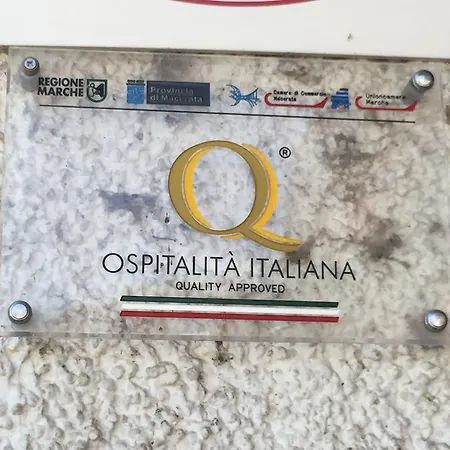 REGIONE
MARCHE
Provincia
di Macerata
Camera di Commercio
Macerata
Unioncamere
Marche
Q ®
OSPITALITÀ ITALIANA
QUALITY APPROVED